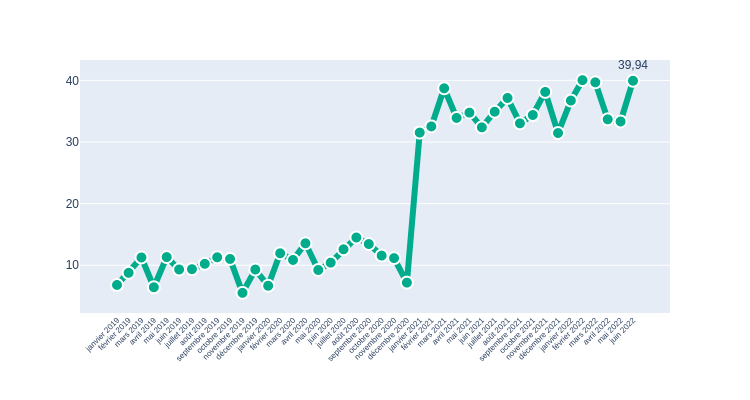 39,94
40
30
20
10
janvier 2019
février 2019
mars 2019
avril 2019
mai 2019
juin 2019
juillet 2019
août 2019
septembre 2019
octobre 2019
novembre 2019
décembre 2019
janvier 2020
février 2020
mars 2020
avril 2020
mai 2020
juin 2020
juillet 2020
août 2020
septembre 2020
octobre 2020
novembre 2020
décembre 2020
janvier 2021
février 2021
mars 2021
avril 2021
mai 2021
juin 2021
juillet 2021
août 2021
septembre 2021
octobre 2021
novembre 2021
décembre 2021
janvier 2022
février 2022
mars 2022
avril 2022
mai 2022
juin 2022